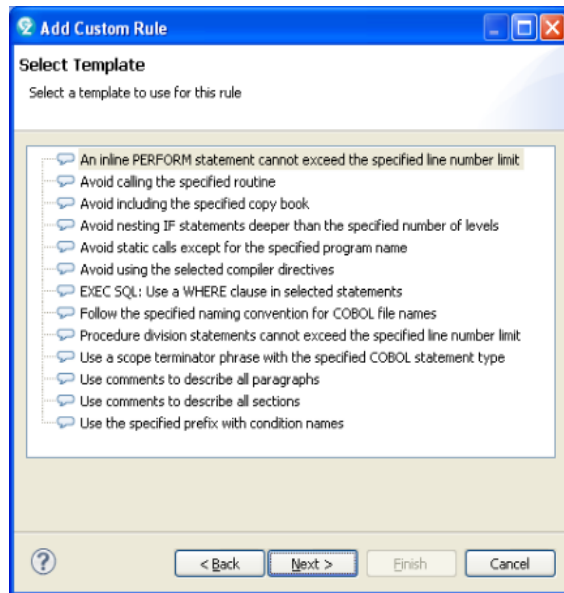 Add Custom Rule
Select Template
Select a template to use for this rule
An inline PERFORM statement cannot exceed the specified line number limit
Avoid calling the specified routine
Avoid including the specified copy book
Avoid nesting IF statements deeper than the specified number of levels
Avoid static calls except for the specified program name
Avoid using the selected compiler directives
EXEC SQL: Use a WHERE clause in selected statements
Follow the specified naming convention for COBOL file names
Procedure division statements cannot exceed the specified line number limit
Use a scope terminator phrase with the specified COBOL statement type
Use comments to describe all paragraphs
Use comments to describe all sections
Use the specified prefix with condition names
? < Back Next > Finish Cancel